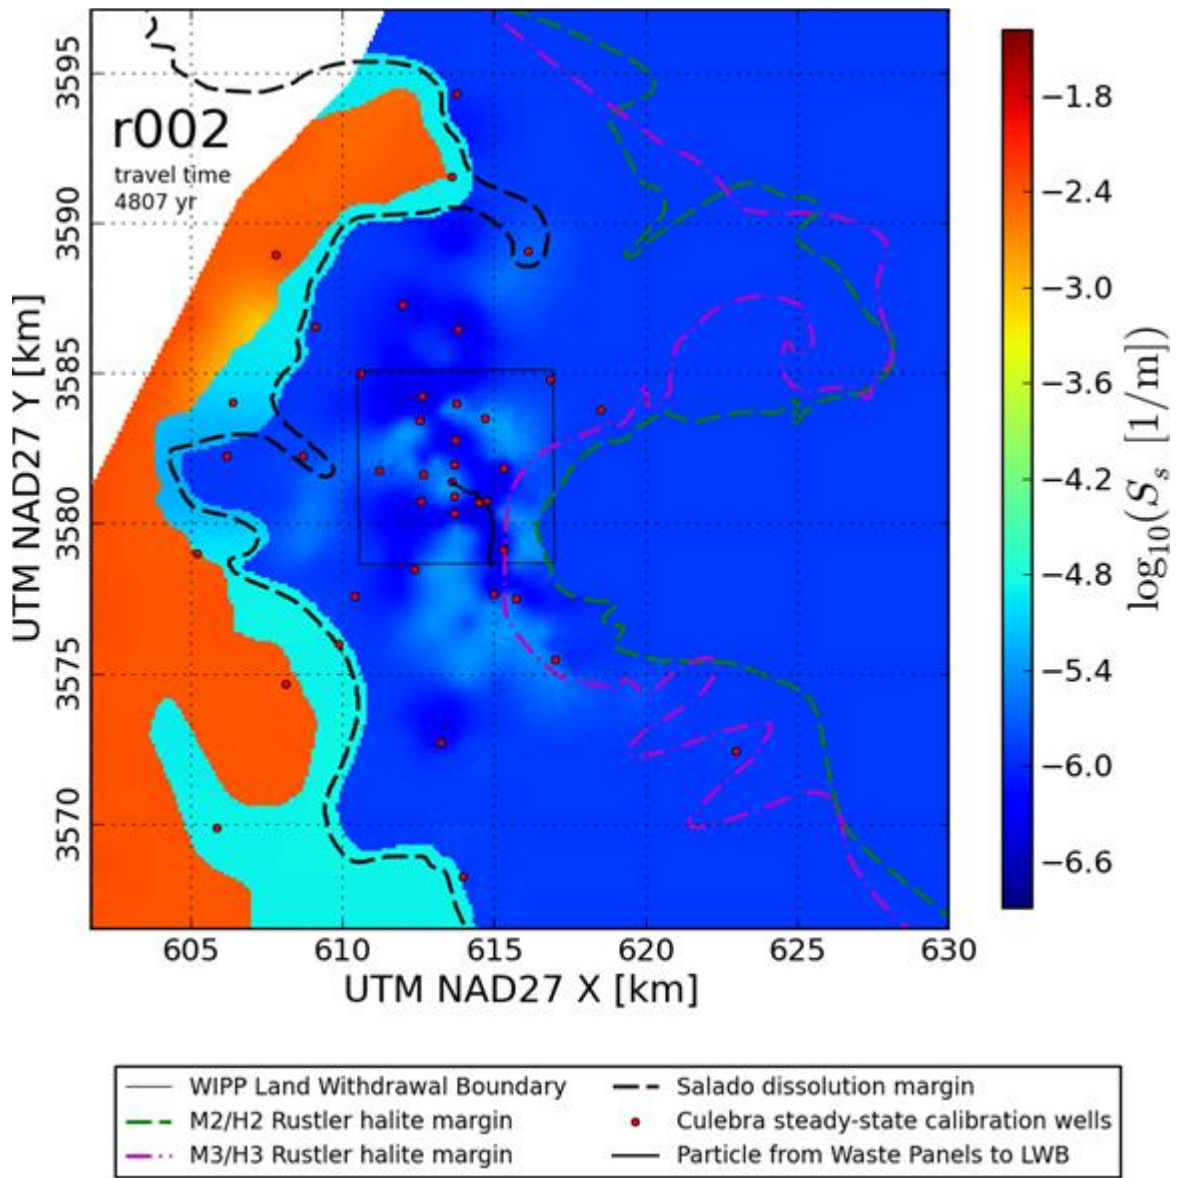 r002
travel time
4807 yr
3595
3590
3585
3580
3575
3570
UTM NAD27 Y [km]
605 610 615 620 625 630
UTM NAD27 X [km]
−1.8
−2.4
−3.0
−3.6
−4.2
−4.8
−5.4
−6.0
−6.6
log₁₀(Sₛ [1/m])
WIPP Land Withdrawal Boundary
M2/H2 Rustler halite margin
M3/H3 Rustler halite margin
Salado dissolution margin
Culebra steady-state calibration wells
Particle from Waste Panels to LWB